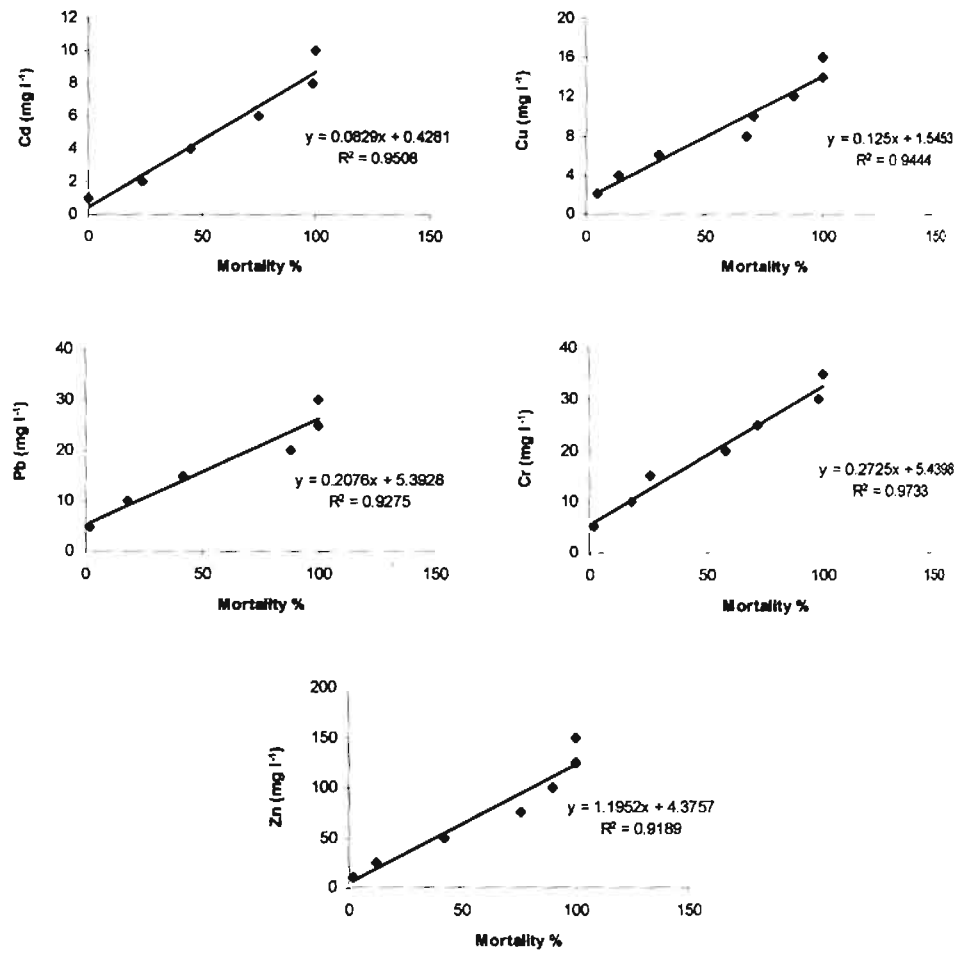 12
10
8
6
4
2
0
Cd (mg l⁻¹)
y = 0.0829x + 0.4281
R² = 0.9508
0 50 100 150
Mortality %
20
16
12
8
4
0
Cu (mg l⁻¹)
y = 0.125x + 1.5453
R² = 0.9444
0 50 100 150
Mortality %
40
30
20
10
0
Pb (mg l⁻¹)
y = 0.2076x + 5.3928
R² = 0.9275
0 50 100 150
Mortality %
40
30
20
10
0
Cr (mg l⁻¹)
y = 0.2725x + 5.4398
R² = 0.9733
0 50 100 150
Mortality %
200
150
100
50
0
Zn (mg l⁻¹)
y = 1.1952x + 4.3757
R² = 0.9189
0 50 100 150
Mortality %